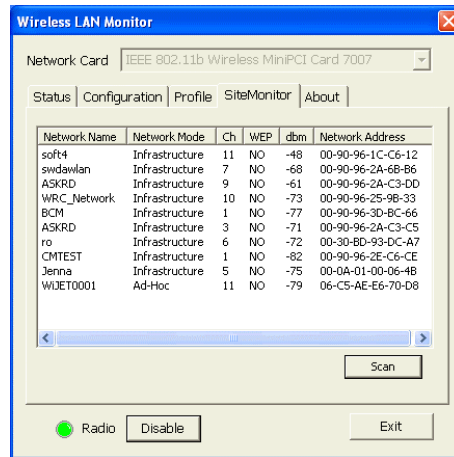 Wireless LAN Monitor
Network Card IEEE 802.11b Wireless MiniPCI Card 7007
Status Configuration Profile SiteMonitor About
Network Name Network Mode Ch WEP dbm Network Address
soft4 Infrastructure 11 NO -48 00-90-96-1C-C6-12
swdawlan Infrastructure 7 NO -68 00-90-96-2A-6B-B6
ASKRD Infrastructure 9 NO -61 00-90-96-2A-C3-DD
WRC_Network Infrastructure 10 NO -73 00-90-96-25-9B-33
BCM Infrastructure 1 NO -77 00-90-96-3D-BC-66
ASKRD Infrastructure 3 NO -71 00-90-96-2A-C3-C5
ro Infrastructure 6 NO -72 00-30-BD-93-DC-A7
CMTEST Infrastructure 1 NO -82 00-90-96-2E-C6-CE
Jenna Infrastructure 5 NO -75 00-0A-01-00-06-4B
WiJET0001 Ad-Hoc 11 NO -79 06-C5-AE-E6-70-D8
Scan
Radio Disable Exit